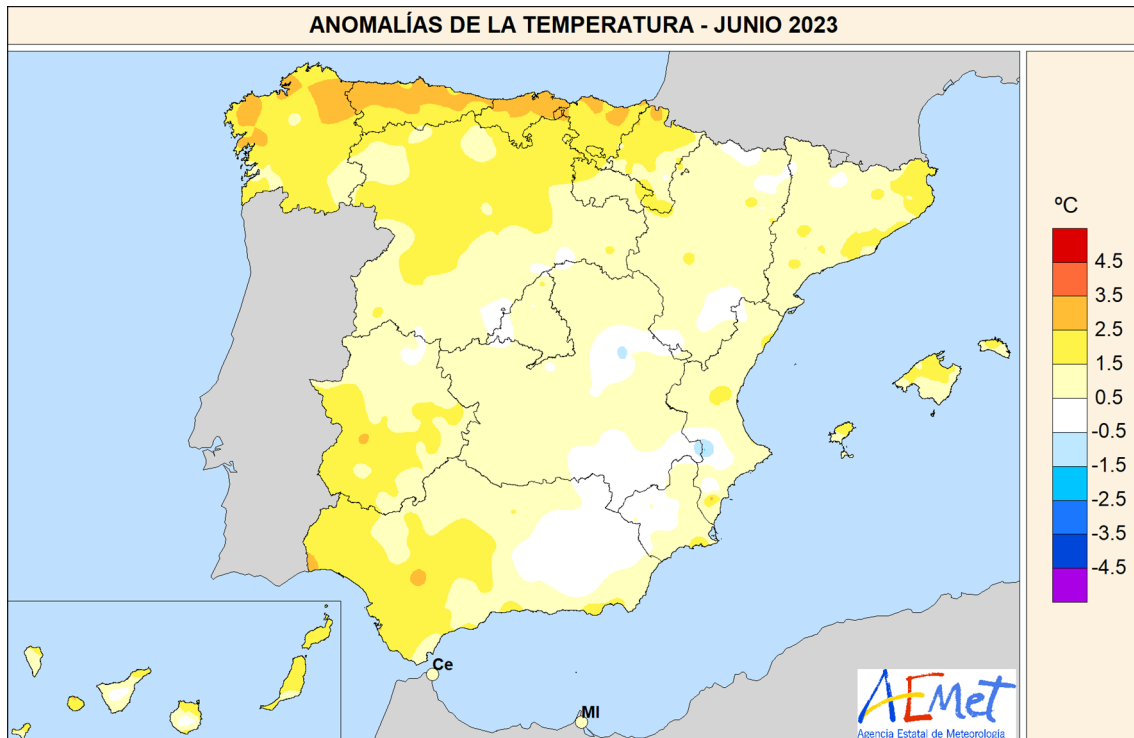 ANOMALÍAS DE LA TEMPERATURA - JUNIO 2023
ºC
4.5
3.5
2.5
1.5
0.5
-0.5
-1.5
-2.5
-3.5
-4.5
Ce
Ml
AEMet
Agencia Estatal de Meteorología